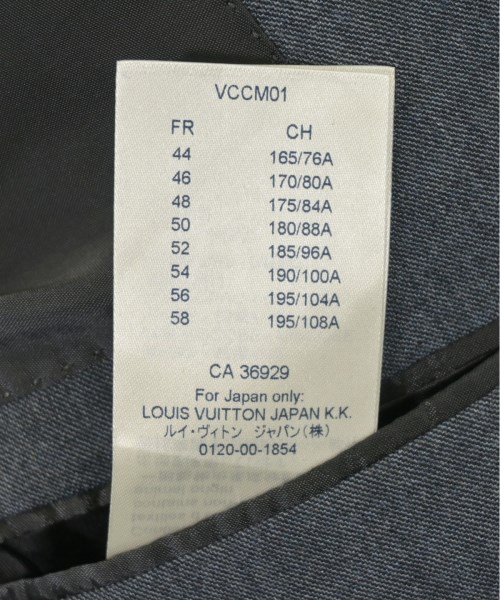 VCCM01
FR CH
44 165/76A
46 170/80A
48 175/84A
50 180/88A
52 185/96A
54 190/100A
56 195/104A
58 195/108A
CA 36929
For Japan only:
LOUIS VUITTON JAPAN K.K.
ルイ・ヴィトン ジャパン(株)
0120-00-1854